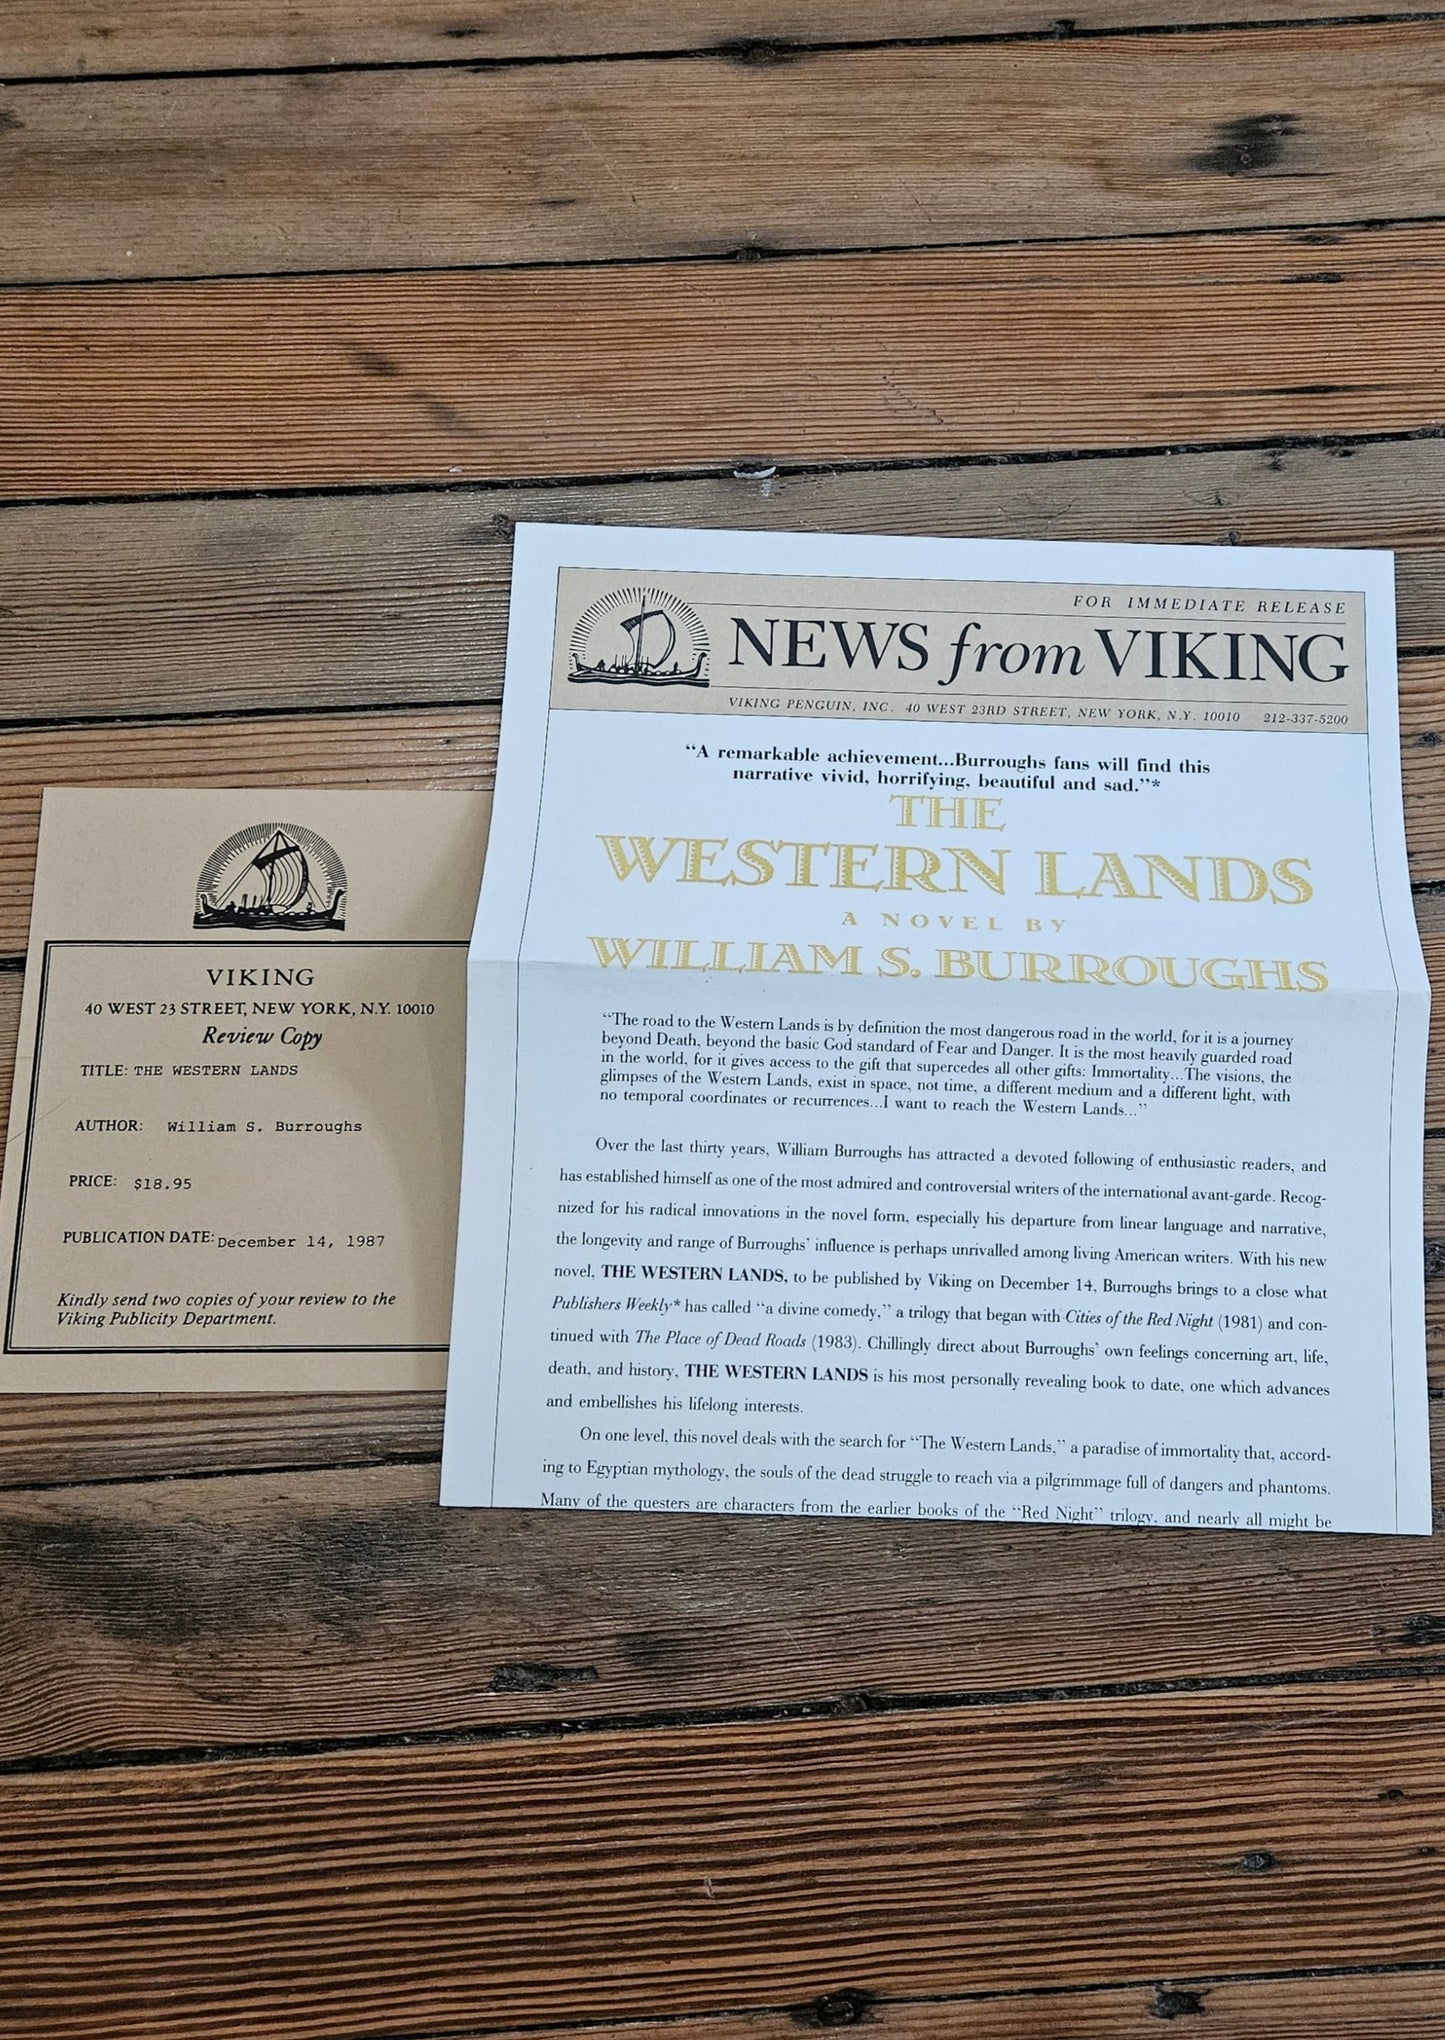 VIKING
40 WEST 23 STREET, NEW YORK, N.Y. 10010
Review Copy
TITLE: THE WESTERN LANDS
AUTHOR: William S. Burroughs
PRICE: $18.95
PUBLICATION DATE: December 14, 1987
Kindly send two copies of your review to the
Viking Publicity Department.
FOR IMMEDIATE RELEASE
NEWS from VIKING
VIKING PENGUIN, INC. 40 WEST 23RD STREET, NEW YORK, N.Y. 10010 212-337-5200
“A remarkable achievement...Burroughs fans will find this
narrative vivid, horrifying, beautiful and sad.”*
THE
WESTERN LANDS
A NOVEL BY
WILLIAM S. BURROUGHS
“The road to the Western Lands is by definition the most dangerous road in the world, for it is a journey
beyond Death, beyond the basic God standard of Fear and Danger. It is the most heavily guarded road
in the world, for it gives access to the gift that supercedes all other gifts: Immortality...The visions, the
glimpses of the Western Lands, exist in space, not time, a different medium and a different light, with
no temporal coordinates or recurrences...I want to reach the Western Lands...”
Over the last thirty years, William Burroughs has attracted a devoted following of enthusiastic readers, and
has established himself as one of the most admired and controversial writers of the international avant-garde. Recog-
nized for his radical innovations in the novel form, especially his departure from linear language and narrative,
the longevity and range of Burroughs’ influence is perhaps unrivalled among living American writers. With his new
novel, THE WESTERN LANDS, to be published by Viking on December 14, Burroughs brings to a close what
Publishers Weekly* has called “a divine comedy,” a trilogy that began with Cities of the Red Night (1981) and con-
tinued with The Place of Dead Roads (1983). Chillingly direct about Burroughs’ own feelings concerning art, life,
death, and history, THE WESTERN LANDS is his most personally revealing book to date, one which advances
and embellishes his lifelong interests.
On one level, this novel deals with the search for “The Western Lands,” a paradise of immortality that, accord-
ing to Egyptian mythology, the souls of the dead struggle to reach via a pilgrimage full of dangers and phantoms.
Many of the questers are characters from the earlier books of the “Red Night” trilogy, and nearly all might be